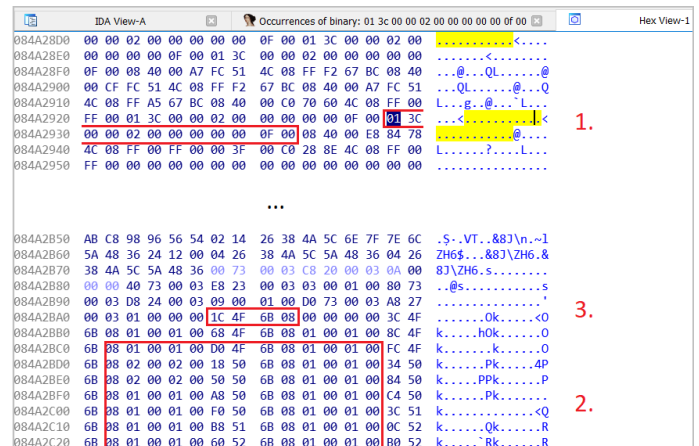 IDA View-A Occurrences of binary: 01 3c 00 00 02 00 00 00 00 00 0f 00 Hex View-1
084A28D0 00 00 02 00 00 00 00 00 0F 00 01 3C 00 00 02 00 ...........<....
084A28E0 00 00 00 00 0F 00 01 3C 00 00 02 00 00 00 00 00 .......<........
084A28F0 0F 00 08 40 00 A7 FC 51 4C 08 FF F2 67 BC 08 40 ...@...QL......@
084A2900 00 CF FC 51 4C 08 FF F2 67 BC 08 40 00 A7 FC 51 ...QL......@...Q
084A2910 4C 08 FF A5 67 BC 08 40 00 C0 70 60 4C 08 FF 00 L...g..@...`L...
084A2920 FF 00 01 3C 00 00 02 00 00 00 00 00 0F 00 01 3C ...<..........|.<
1.
084A2930 00 00 02 00 00 00 00 00 0F 00 08 40 00 E8 84 78 ...........@...
084A2940 4C 08 FF 00 FF 00 00 3F 00 C0 28 8E 4C 08 FF 00 L......?....L...
084A2950 FF 00 00 00 00 00 00 00 00 00 00 00 00 00 00 00 ................
...
084A2B50 AB C8 98 96 56 54 02 14 26 38 4A 5C 6E 7F 7E 6C .Ș-.VT..&8J\n.~l
084A2B60 5A 48 36 24 12 00 04 26 38 4A 5C 5A 48 36 04 26 ZH6$...&8J\ZH6.&
084A2B70 38 4A 5C 5A 48 36 00 73 00 03 C8 20 00 03 0A 00 8J\ZH6.s........
084A2B80 00 00 40 73 00 03 E8 23 00 03 03 00 01 00 80 73 ..@s...........s
084A2B90 00 03 D8 24 00 03 09 00 01 00 D0 73 00 03 A8 27 ...............'
084A2BA0 00 03 01 00 00 00 1C 4F 6B 08 00 00 00 00 3C 4F .......Ok.....<O
3.
084A2BB0 6B 08 01 00 01 00 68 4F 6B 08 01 00 01 00 8C 4F k.....hOk......O
084A2BC0 6B 08 01 00 01 00 D0 4F 6B 08 01 00 01 00 FC 4F k.......k......O
084A2BD0 6B 08 02 00 02 00 18 50 6B 08 01 00 01 00 34 50 k......Pk.....4P
084A2BE0 6B 08 02 00 02 00 50 50 6B 08 01 00 01 00 84 50 k.....PPk......P
084A2BF0 6B 08 01 00 01 00 A8 50 6B 08 01 00 01 00 C4 50 k......Pk.......
2.
084A2C00 6B 08 01 00 01 00 F0 50 6B 08 01 00 01 00 3C 51 k.......k.....<Q
084A2C10 6B 08 01 00 01 00 B8 51 6B 08 01 00 01 00 0C 52 k......Qk......R
084A2C20 6B 08 01 00 01 00 60 52 6B 08 01 00 01 00 B0 52 k.....`Rk......R